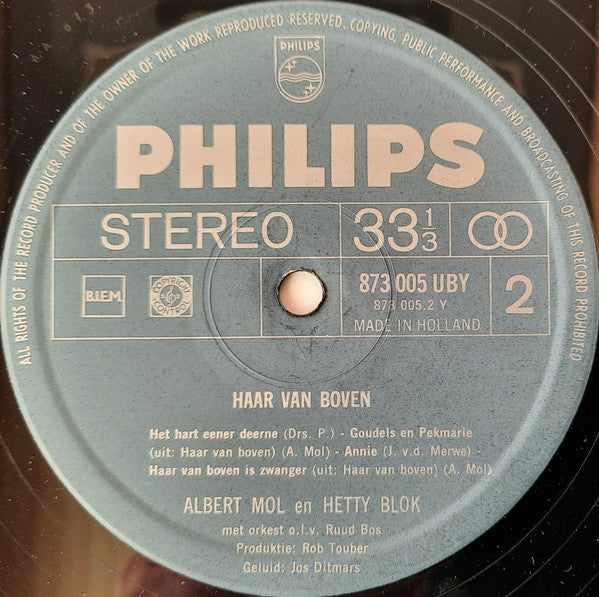 ALL RIGHTS OF THE RECORD PRODUCER AND OF THE OWNER OF THE WORK REPRODUCED RESERVED. COPYING, PUBLIC PERFORMANCE AND BROADCASTING OF THIS RECORD PROHIBITED
PHILIPS
PHILIPS
STEREO 33 1/3
B.I.E.M. COPYRIGHT CONTROL 873 005 UBY 2
873 005.2 Y
MADE IN HOLLAND
HAAR VAN BOVEN
Het hart eener deerne (Drs. P.) - Goudels en Pekmarie
(uit: Haar van boven) (A. Mol) - Annie (J. v.d. Merwe) -
Haar van boven is zwanger (uit: Haar van boven) (A. Mol)
ALBERT MOL en HETTY BLOK
met orkest o.l.v. Ruud Bos
Produktie: Rob Touber
Geluid: Jos Ditmars